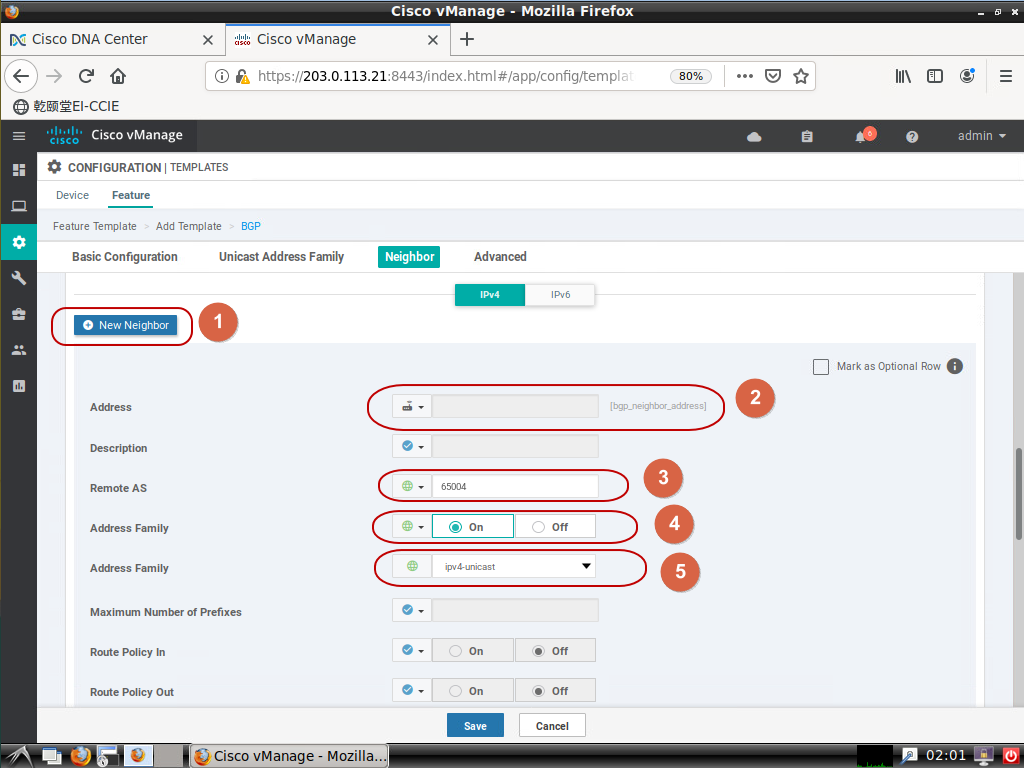 Cisco vManage - Mozilla Firefox
Cisco DNA Center
Cisco vManage
https://203.0.113.21:8443/index.html#/app/config/templat
80%
乾颐堂EI-CCIE
CISCO
Cisco vManage
6
admin
CONFIGURATION | TEMPLATES
Device
Feature
Feature Template > Add Template > BGP
Basic Configuration
Unicast Address Family
Neighbor
Advanced
IPv4
IPv6
New Neighbor
1
Mark as Optional Row
Address
[bgp_neighbor_address]
2
Description
Remote AS
65004
3
Address Family
On
Off
4
Address Family
ipv4-unicast
5
Maximum Number of Prefixes
Route Policy In
On
Off
Route Policy Out
On
Off
Save
Cancel
Cisco vManage - Mozilla...
02:01